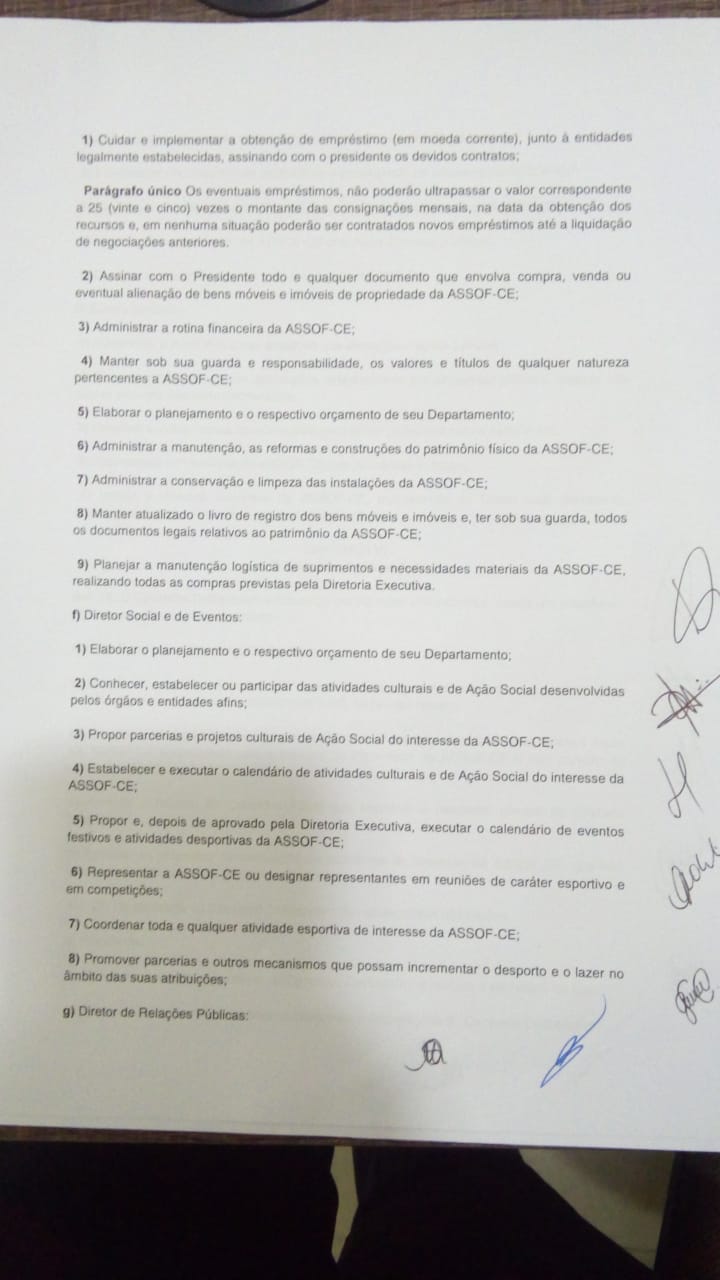 1) Cuidar e implementar a obtenção de empréstimo (em moeda corrente), junto à entidades
legalmente estabelecidas, assinando com o presidente os devidos contratos;
Parágrafo único Os eventuais empréstimos, não poderão ultrapassar o valor correspondente
a 25 (vinte e cinco) vezes o montante das consignações mensais, na data da obtenção dos
recursos e, em nenhuma situação poderão ser contratados novos empréstimos até a liquidação
de negociações anteriores.
2) Assinar com o Presidente todo e qualquer documento que envolva compra, venda ou
eventual alienação de bens móveis e imóveis de propriedade da ASSOF-CE;
3) Administrar a rotina financeira da ASSOF-CE;
4) Manter sob sua guarda e responsabilidade, os valores e títulos de qualquer natureza
pertencentes a ASSOF-CE;
5) Elaborar o planejamento e o respectivo orçamento de seu Departamento;
6) Administrar a manutenção, as reformas e construções do patrimônio físico da ASSOF-CE;
7) Administrar a conservação e limpeza das instalações da ASSOF-CE;
8) Manter atualizado o livro de registro dos bens móveis e imóveis e, ter sob sua guarda, todos
os documentos legais relativos ao patrimônio da ASSOF-CE;
9) Planejar a manutenção logística de suprimentos e necessidades materiais da ASSOF-CE,
realizando todas as compras previstas pela Diretoria Executiva.
f) Diretor Social e de Eventos:
1) Elaborar o planejamento e o respectivo orçamento de seu Departamento;
2) Conhecer, estabelecer ou participar das atividades culturais e de Ação Social desenvolvidas
pelos órgãos e entidades afins;
3) Propor parcerias e projetos culturais de Ação Social do interesse da ASSOF-CE;
4) Estabelecer e executar o calendário de atividades culturais e de Ação Social do interesse da
ASSOF-CE;
5) Propor e, depois de aprovado pela Diretoria Executiva, executar o calendário de eventos
festivos e atividades desportivas da ASSOF-CE;
6) Representar a ASSOF-CE ou designar representantes em reuniões de caráter esportivo e
em competições;
7) Coordenar toda e qualquer atividade esportiva de interesse da ASSOF-CE;
8) Promover parcerias e outros mecanismos que possam incrementar o desporto e o lazer no
âmbito das suas atribuições;
g) Diretor de Relações Públicas: